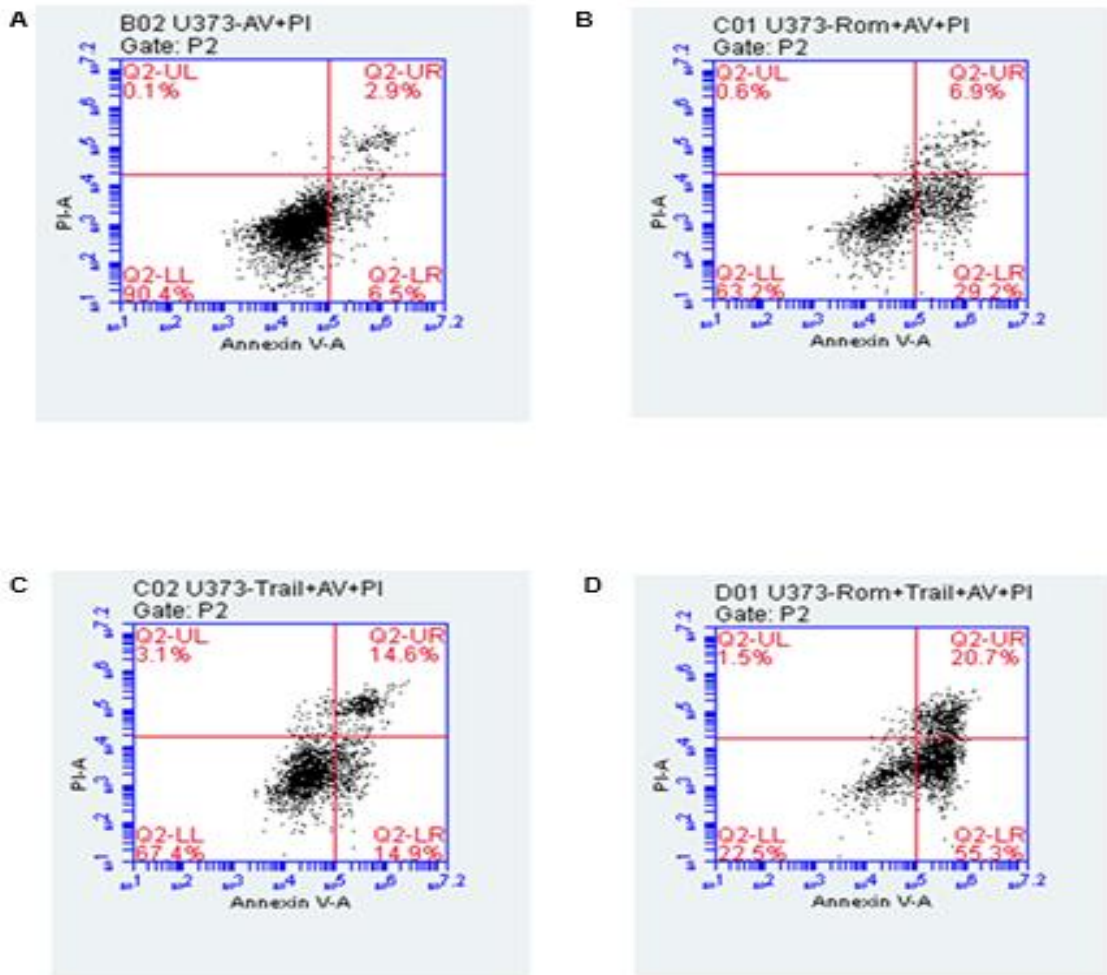 A
B02 U373-AV+PI
Gate: P2
Q2-UL
0.1%
Q2-UR
2.9%
Q2-LL
90.4%
Q2-LR
6.5%
PI-A
Annexin V-A
B
C01 U373-Rom+AV+PI
Gate: P2
Q2-UL
0.6%
Q2-UR
6.9%
Q2-LL
63.2%
Q2-LR
29.2%
PI-A
Annexin V-A
C
C02 U373-Trail+AV+PI
Gate: P2
Q2-UL
3.1%
Q2-UR
14.6%
Q2-LL
67.4%
Q2-LR
14.9%
PI-A
Annexin V-A
D
D01 U373-Rom+Trail+AV+PI
Gate: P2
Q2-UL
1.5%
Q2-UR
20.7%
Q2-LL
22.5%
Q2-LR
55.3%
PI-A
Annexin V-A